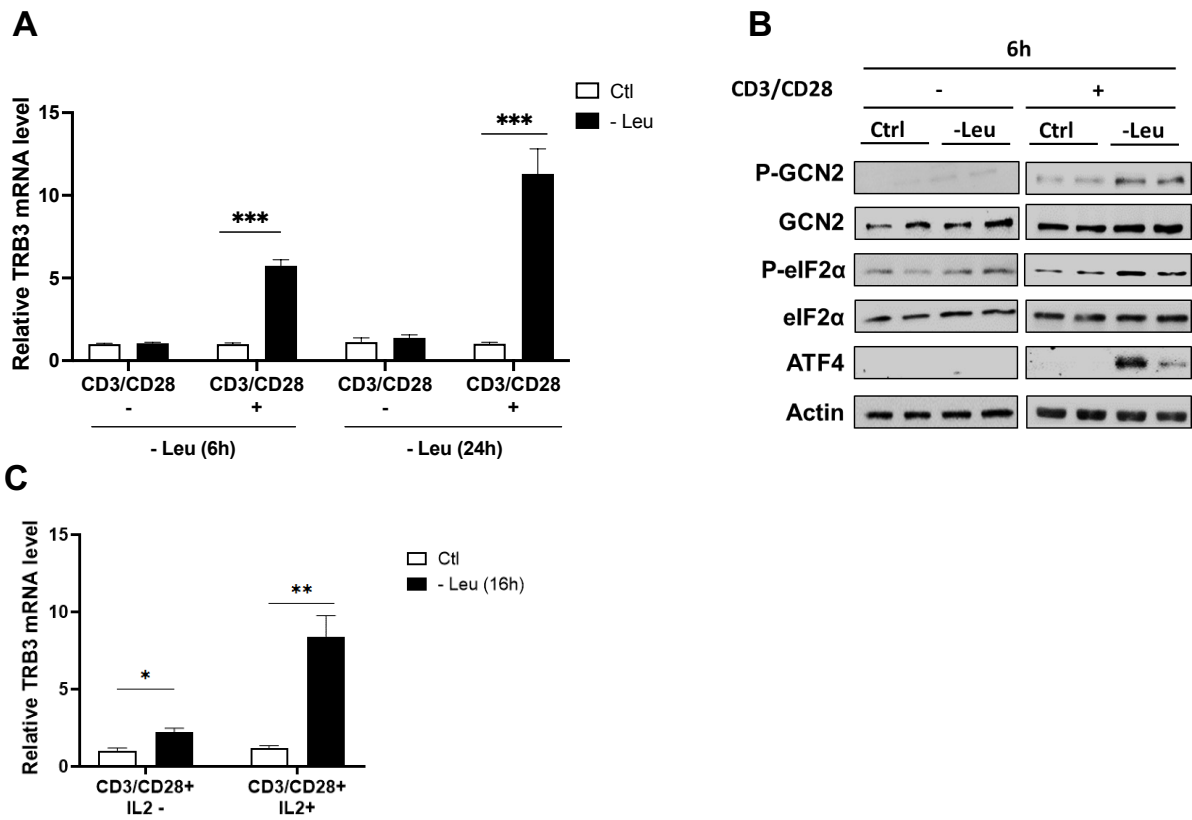 A
Relative TRB3 mRNA level
15
10
5
0
Ctl
- Leu
***
***
CD3/CD28 CD3/CD28 CD3/CD28 CD3/CD28
- + - +
- Leu (6h) - Leu (24h)
B
6h
CD3/CD28 - +
Ctrl -Leu Ctrl -Leu
P-GCN2
GCN2
P-eIF2α
eIF2α
ATF4
Actin
C
Relative TRB3 mRNA level
15
10
5
0
Ctl
- Leu (16h)
*
**
CD3/CD28+ CD3/CD28+
IL2 - IL2+